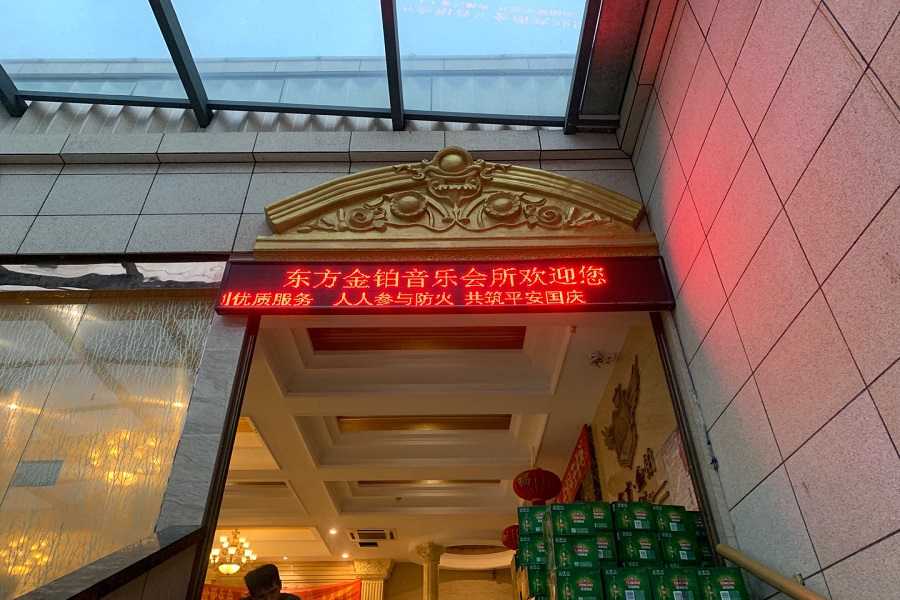 东方金铂音乐会所欢迎您
优质服务 人人参与防火 共筑平安国庆